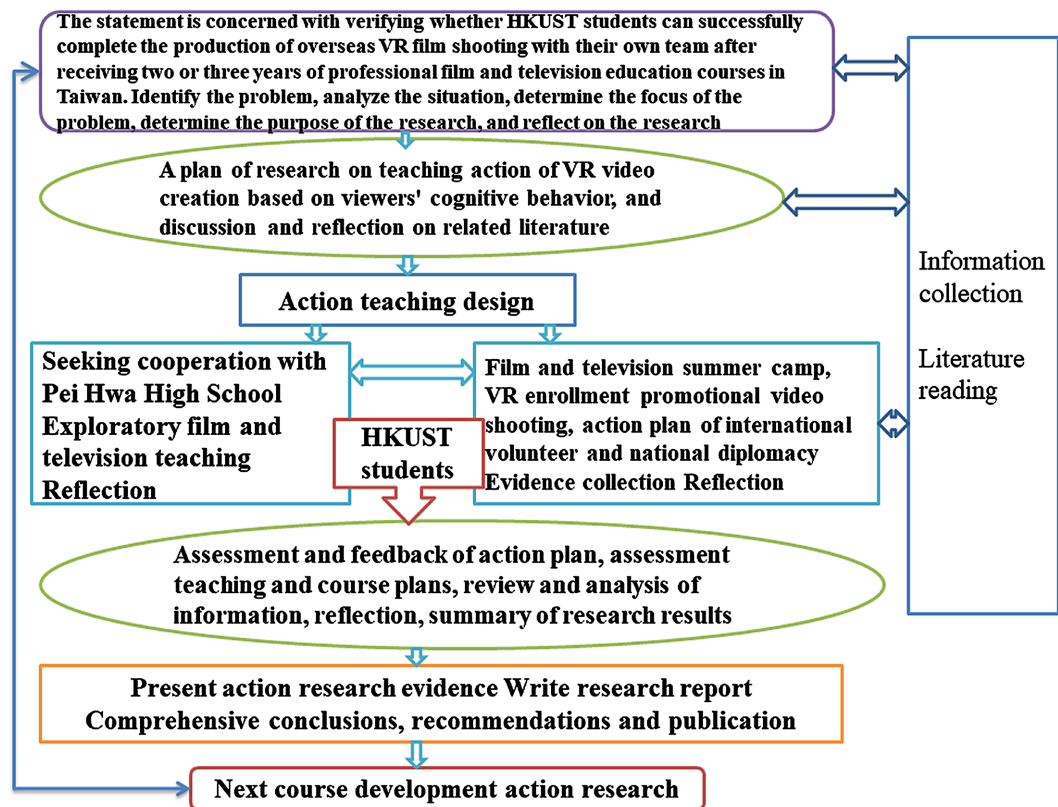 The statement is concerned with verifying whether HKUST students can successfully
complete the production of overseas VR film shooting with their own team after
receiving two or three years of professional film and television education courses in
Taiwan. Identify the problem, analyze the situation, determine the focus of the
problem, determine the purpose of the research, and reflect on the research
A plan of research on teaching action of VR video
creation based on viewers' cognitive behavior, and
discussion and reflection on related literature
Information
collection
Literature
reading
Action teaching design
Seeking cooperation with
Pei Hwa High School
Exploratory film and
television teaching
Reflection
HKUST
students
Film and television summer camp,
VR enrollment promotional video
shooting, action plan of international
volunteer and national diplomacy
Evidence collection Reflection
Assessment and feedback of action plan, assessment
teaching and course plans, review and analysis of
information, reflection, summary of research results
Present action research evidence Write research report
Comprehensive conclusions, recommendations and publication
Next course development action research